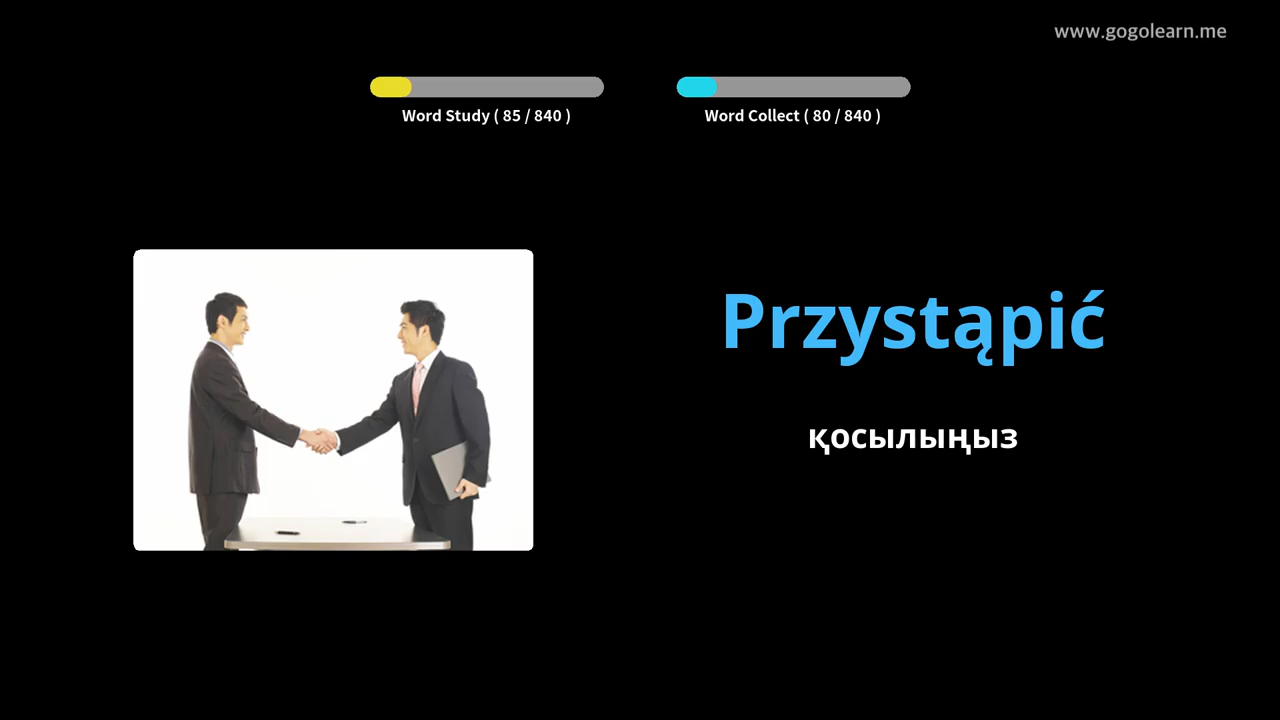 www.gogolearn.me
Word Study ( 85 / 840 )
Word Collect ( 80 / 840 )
Przystąpić
қосылыңыз